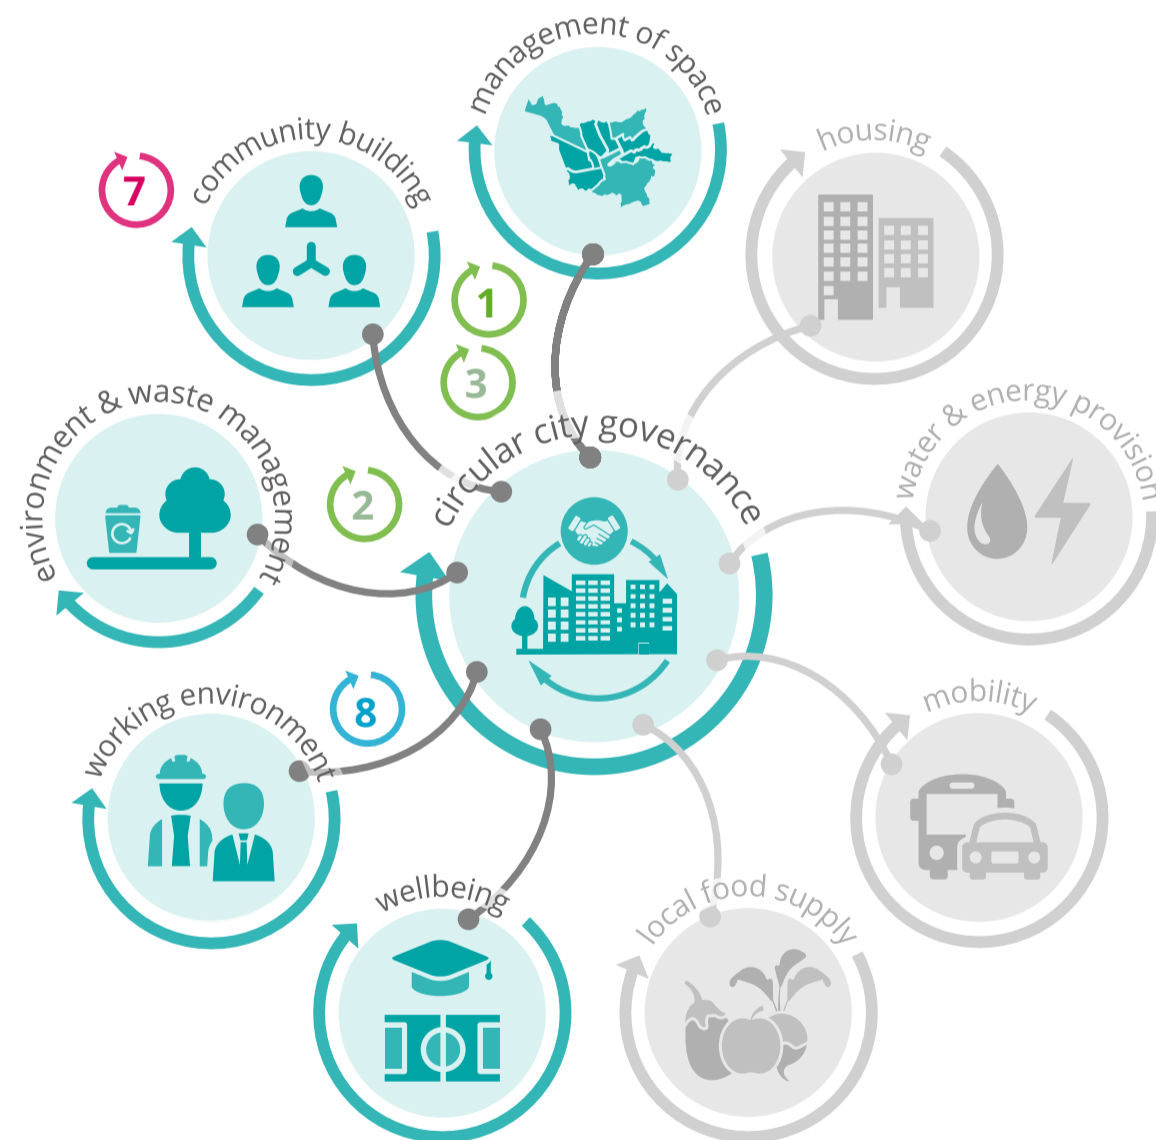 management of space
community building
housing
7
1
3
water & energy provision
environment & waste management
circular city governance
2
working environment
8
mobility
wellbeing
local food supply